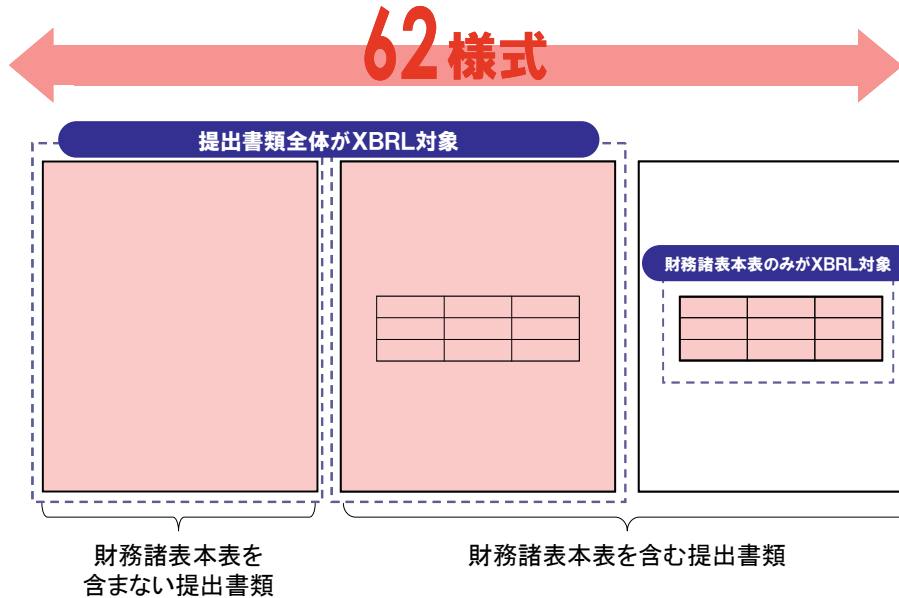 62様式
提出書類全体がXBRL対象
財務諸表本表のみがXBRL対象
財務諸表本表を
含まない提出書類
財務諸表本表を含む提出書類